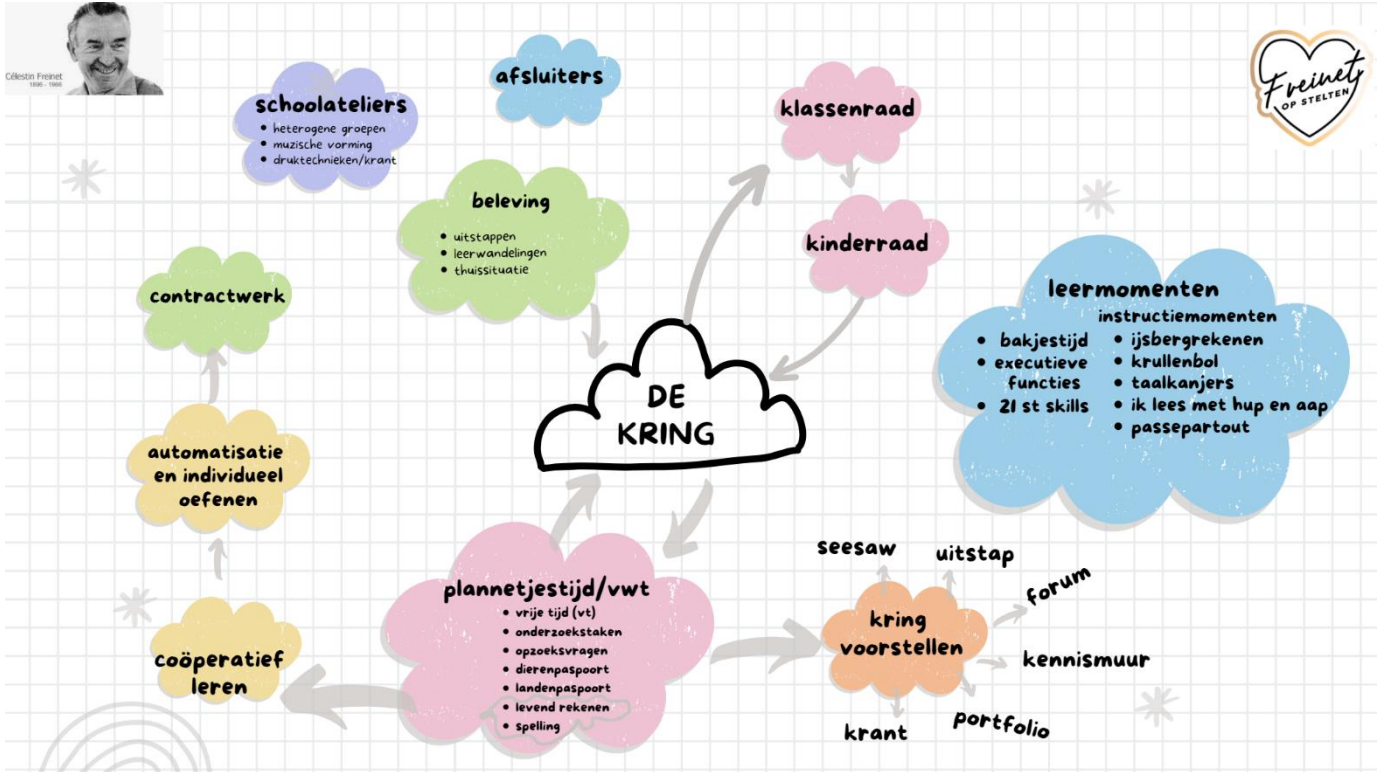 Célestin Freinet
1896 - 1966
Freinet
OP STELTEN
schoolateliers
heterogene groepen
muzische vorming
druktechnieken/krant
afsluiters
klassenraad
kinderraad
beleving
uitstappen
leerwandelingen
thuissituatie
contractwerk
automatisatie
en individueel
oefenen
coöperatief
leren
DE
KRING
leermomenten
bakjestijd
executieve
functies
21 st skills
instructiemomenten
ijsbergrekenen
krullenbol
taalkanjers
ik lees met hup en aap
passepartout
plannetjestijd/vwt
vrije tijd (vt)
onderzoekstaken
opzoeksvragen
dierenpaspoort
landenpaspoort
levend rekenen
spelling
kring
voorstellen
seesaw
uitstap
forum
kennismuur
portfolio
krant